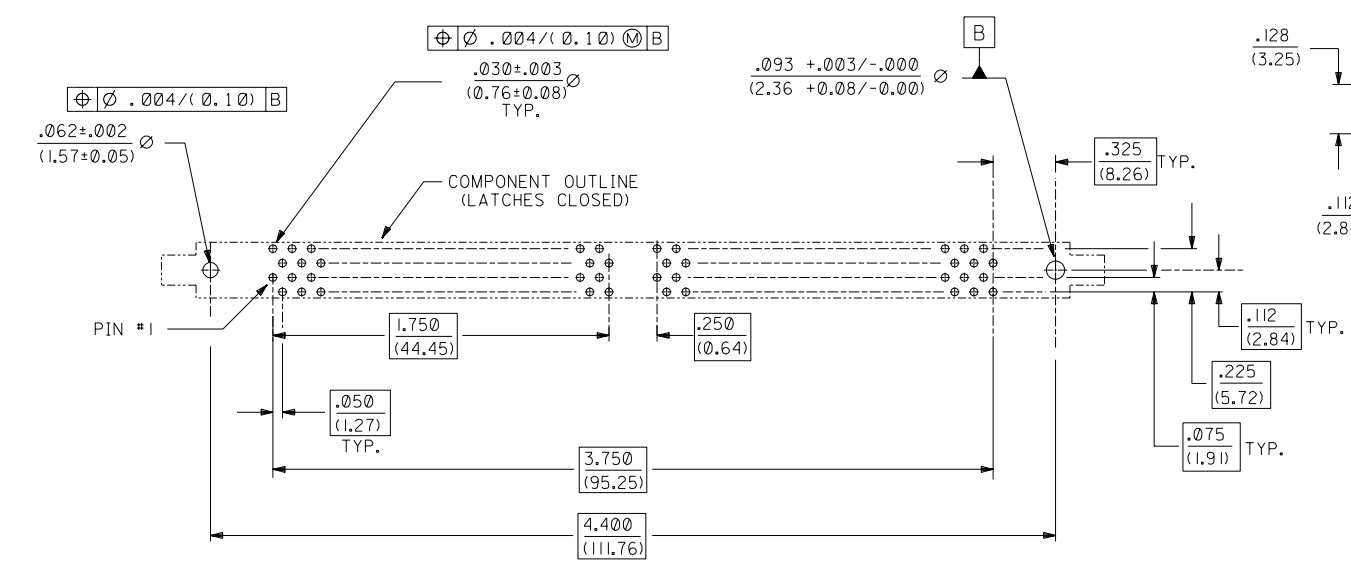 ⌖ Ø .004/(0.10) Ⓜ B
.030±.003
(0.76±0.08) Ø
TYP.
B
.093 +.003/-.000
(2.36 +0.08/-0.00) Ø
.128
(3.25)
⌖ Ø .004/(0.10) B
.062±.002
(1.57±0.05) Ø
.325
(8.26)
TYP.
COMPONENT OUTLINE
(LATCHES CLOSED)
PIN #1
1.750
(44.45)
.250
(0.64)
.112
(2.84)
TYP.
.225
(5.72)
.050
(1.27)
TYP.
.075
(1.91)
TYP.
3.750
(95.25)
4.400
(111.76)